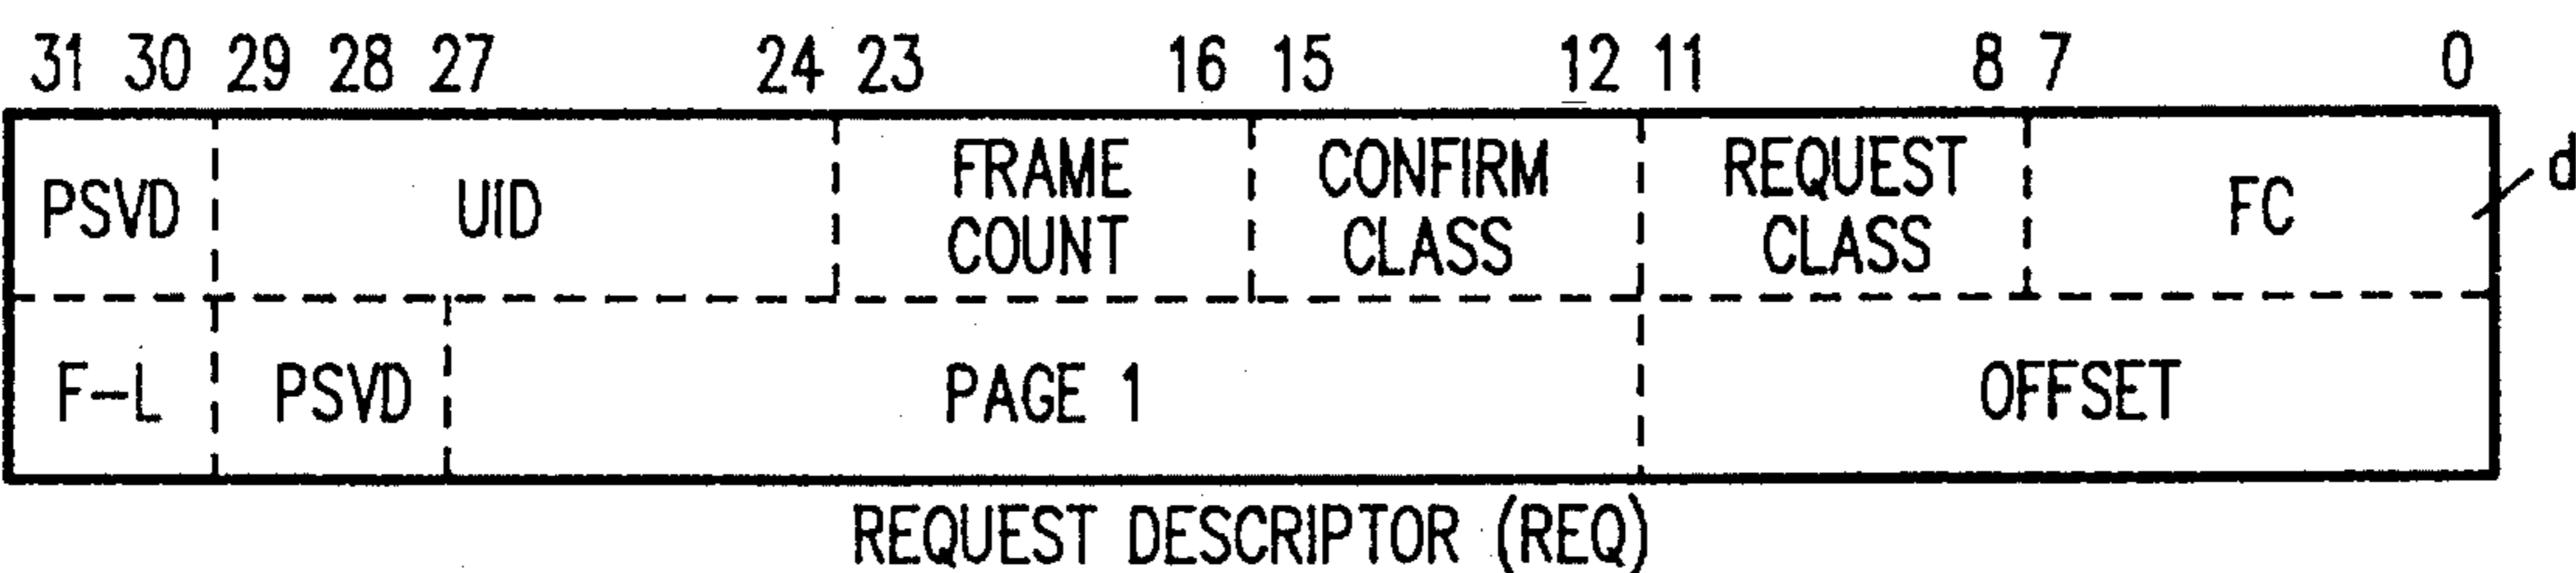 31 30 29 28 27 24 23 16 15 12 11 8 7 0
PSVD UID FRAME COUNT CONFIRM CLASS REQUEST CLASS FC d
F-L PSVD PAGE 1 OFFSET
REQUEST DESCRIPTOR (REQ)